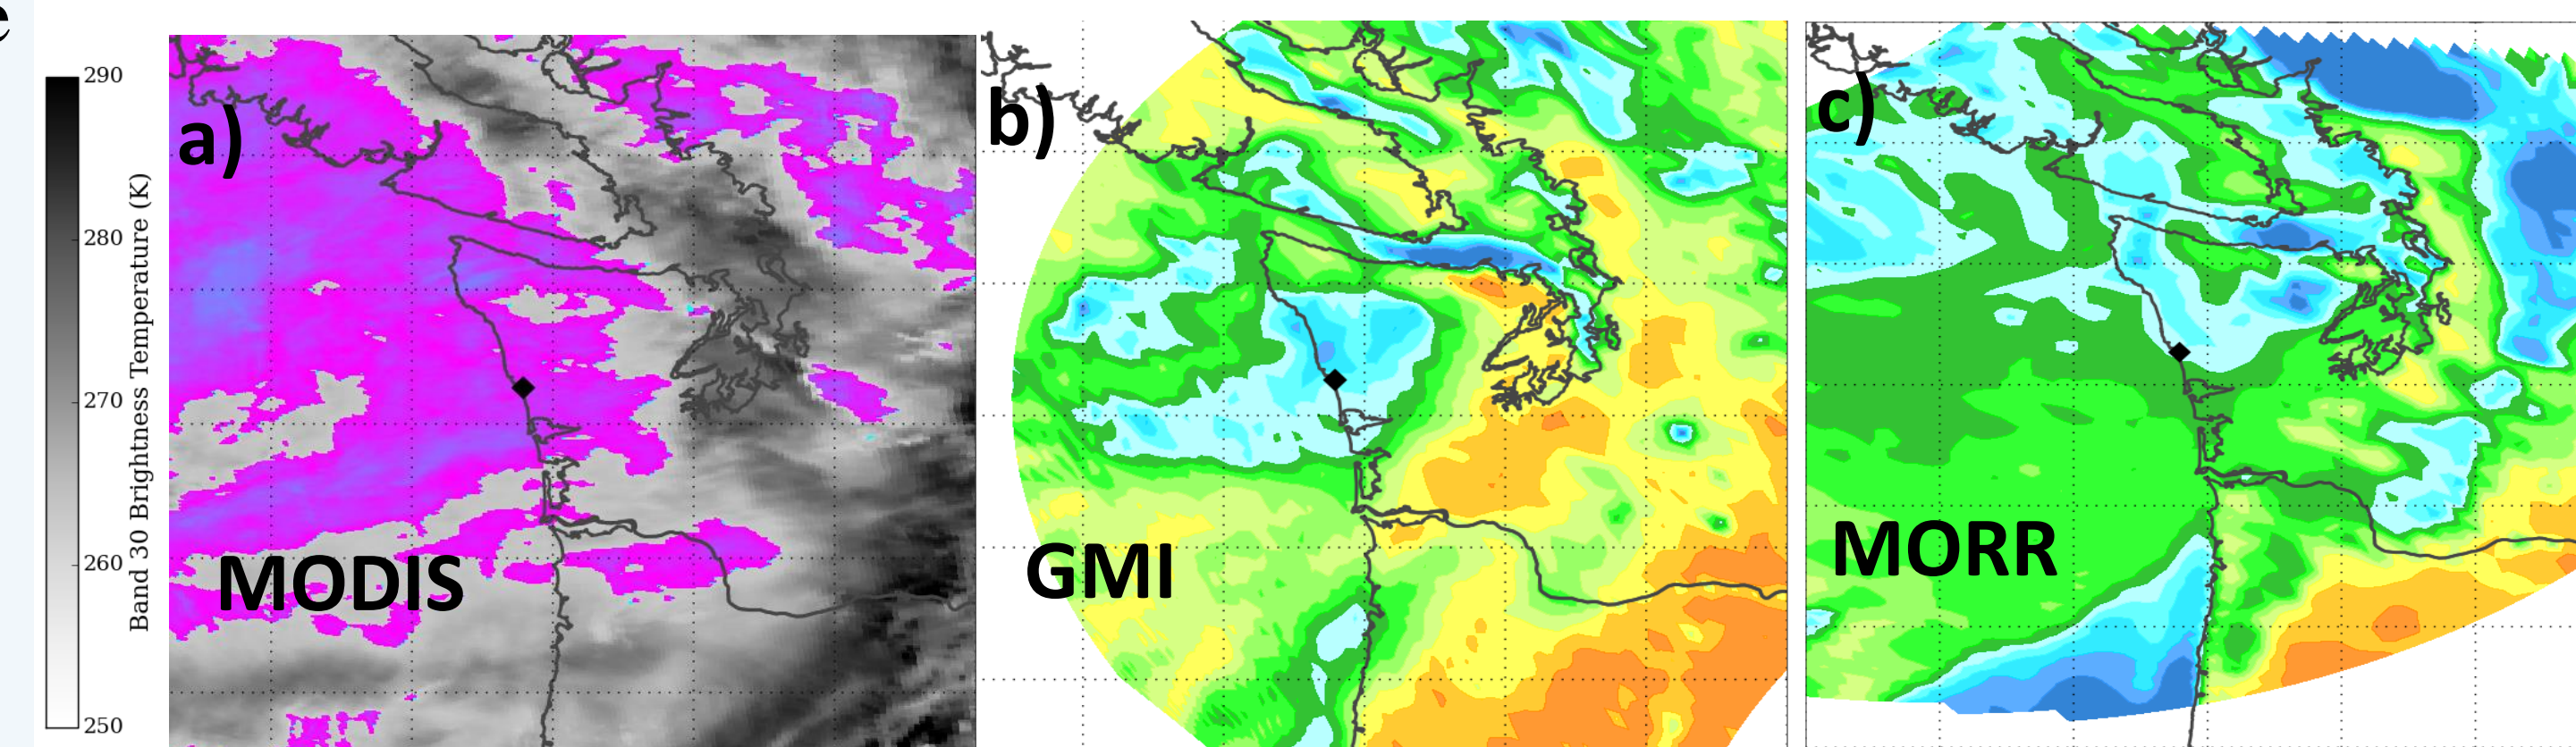 e
290
280
270
260
250
Band 30 Brightness Temperature (K)
a)
MODIS
b)
GMI
c)
MORR